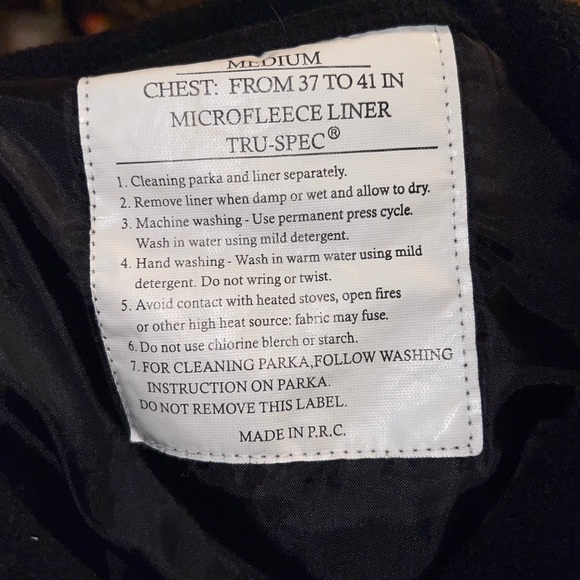 MEDIUM
CHEST: FROM 37 TO 41 IN
MICROFLEECE LINER
TRU-SPEC®
1. Cleaning parka and liner separately.
2. Remove liner when damp or wet and allow to dry.
3. Machine washing - Use permanent press cycle.
Wash in water using mild detergent.
4. Hand washing - Wash in warm water using mild
detergent. Do not wring or twist.
5. Avoid contact with heated stoves, open fires
or other high heat source: fabric may fuse.
6. Do not use chlorine blerch or starch.
7. FOR CLEANING PARKA,FOLLOW WASHING
INSTRUCTION ON PARKA.
DO NOT REMOVE THIS LABEL.
MADE IN P.R.C.